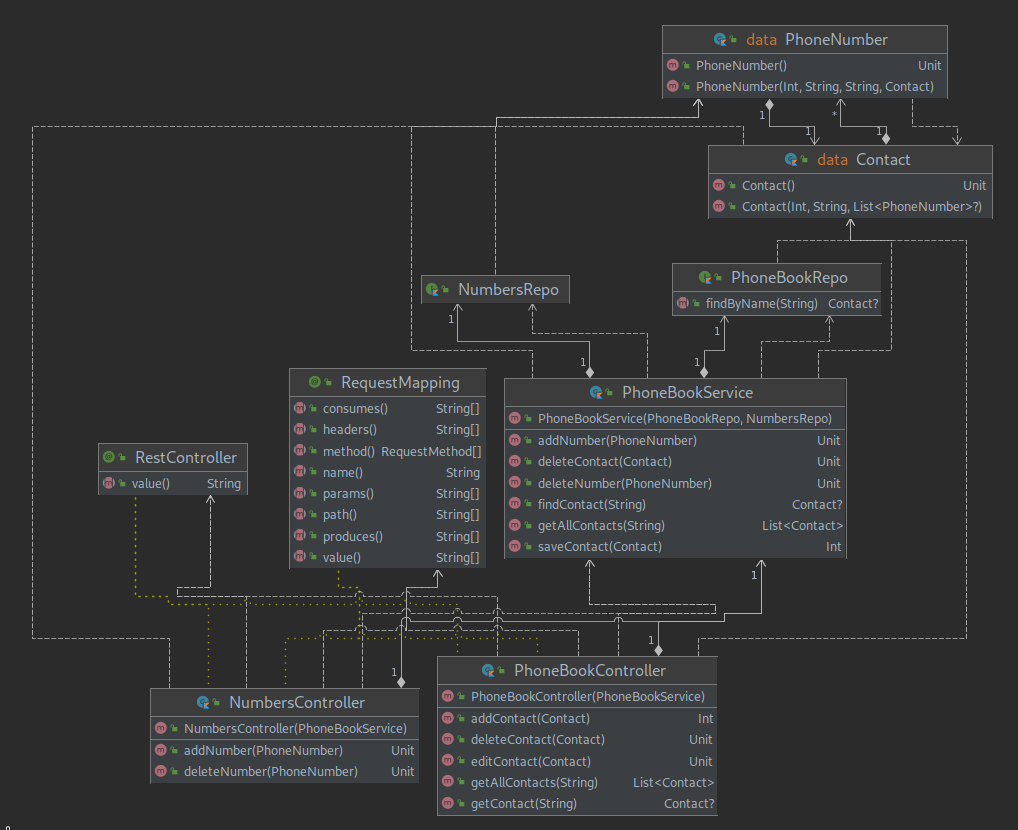 data PhoneNumber
PhoneNumber() Unit
PhoneNumber(Int, String, String, Contact)
1
1
*
1
data Contact
Contact() Unit
Contact(Int, String, List<PhoneNumber>?)
NumbersRepo
PhoneBookRepo
findByName(String) Contact?
1
1
1
1
PhoneBookService
PhoneBookService(PhoneBookRepo, NumbersRepo)
addNumber(PhoneNumber) Unit
deleteContact(Contact) Unit
deleteNumber(PhoneNumber) Unit
findContact(String) Contact?
getAllContacts(String) List<Contact>
saveContact(Contact) Int
RequestMapping
consumes() String[]
headers() String[]
method() RequestMethod[]
name() String
params() String[]
path() String[]
produces() String[]
value() String[]
RestController
value() String
1
1
1
NumbersController
NumbersController(PhoneBookService)
addNumber(PhoneNumber) Unit
deleteNumber(PhoneNumber) Unit
PhoneBookController
PhoneBookController(PhoneBookService)
addContact(Contact) Int
deleteContact(Contact) Unit
editContact(Contact) Unit
getAllContacts(String) List<Contact>
getContact(String) Contact?